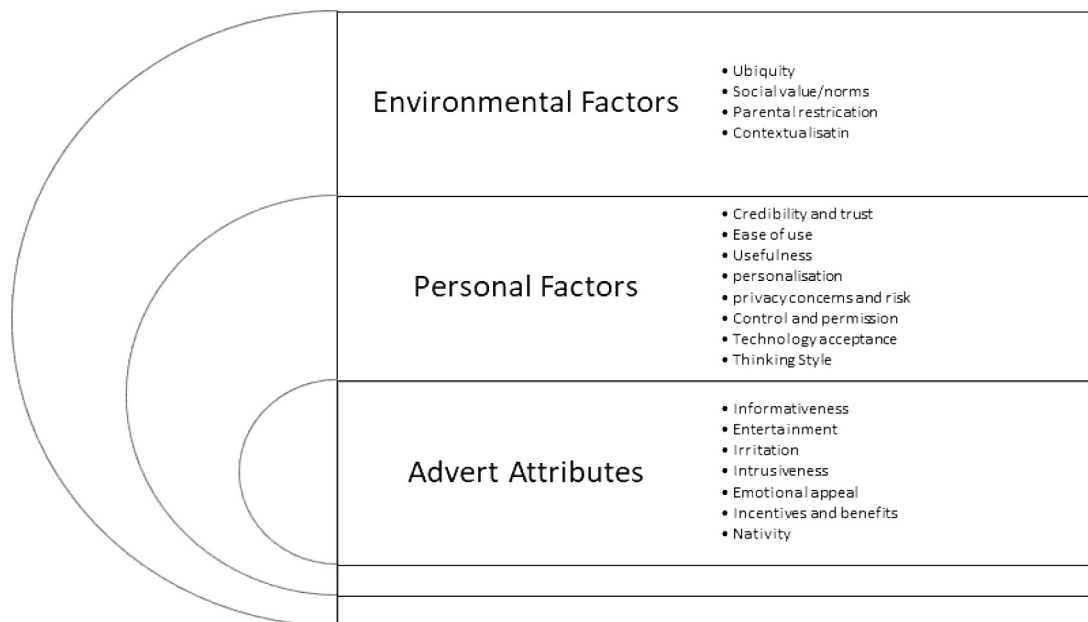 Environmental Factors
• Ubiquity
• Social value/norms
• Parental restrication
• Contextualisatin
Personal Factors
• Credibility and trust
• Ease of use
• Usefulness
• personalisation
• privacy concerns and risk
• Control and permission
• Technology acceptance
• Thinking Style
Advert Attributes
• Informativeness
• Entertainment
• Irritation
• Intrusiveness
• Emotional appeal
• Incentives and benefits
• Nativity